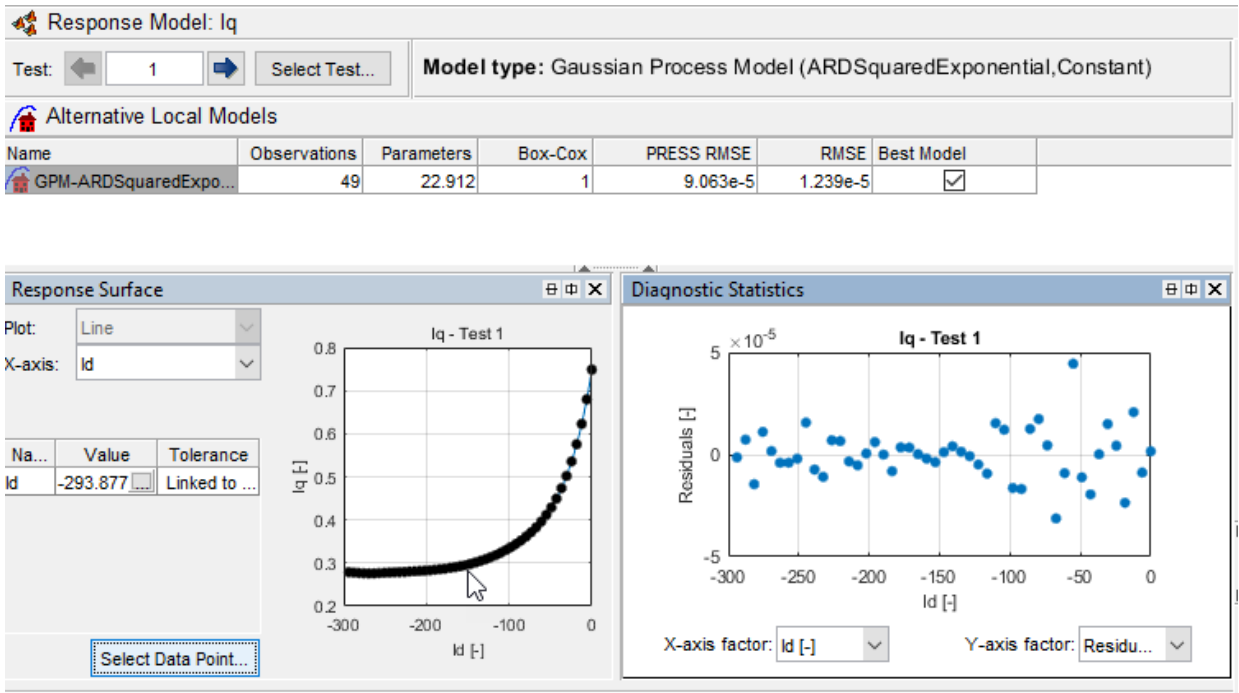 Response Model: Iq
Test: 1 Select Test... Model type: Gaussian Process Model (ARDSquaredExponential,Constant)
Alternative Local Models
Name Observations Parameters Box-Cox PRESS RMSE RMSE Best Model
GPM-ARDSquaredExpo... 49 22.912 1 9.063e-5 1.239e-5
Response Surface
Plot: Line
X-axis: Id
Na... Value Tolerance
Id -293.877 ... Linked to ...
Select Data Point...
Iq - Test 1
0.8
0.7
0.6
0.5
0.4
0.3
0.2
Iq [-]
-300 -200 -100 0
Id [-]
Diagnostic Statistics
×10-5
Iq - Test 1
5
0
-5
Residuals [-]
-300 -250 -200 -150 -100 -50 0
Id [-]
X-axis factor: Id [-] Y-axis factor: Residu...